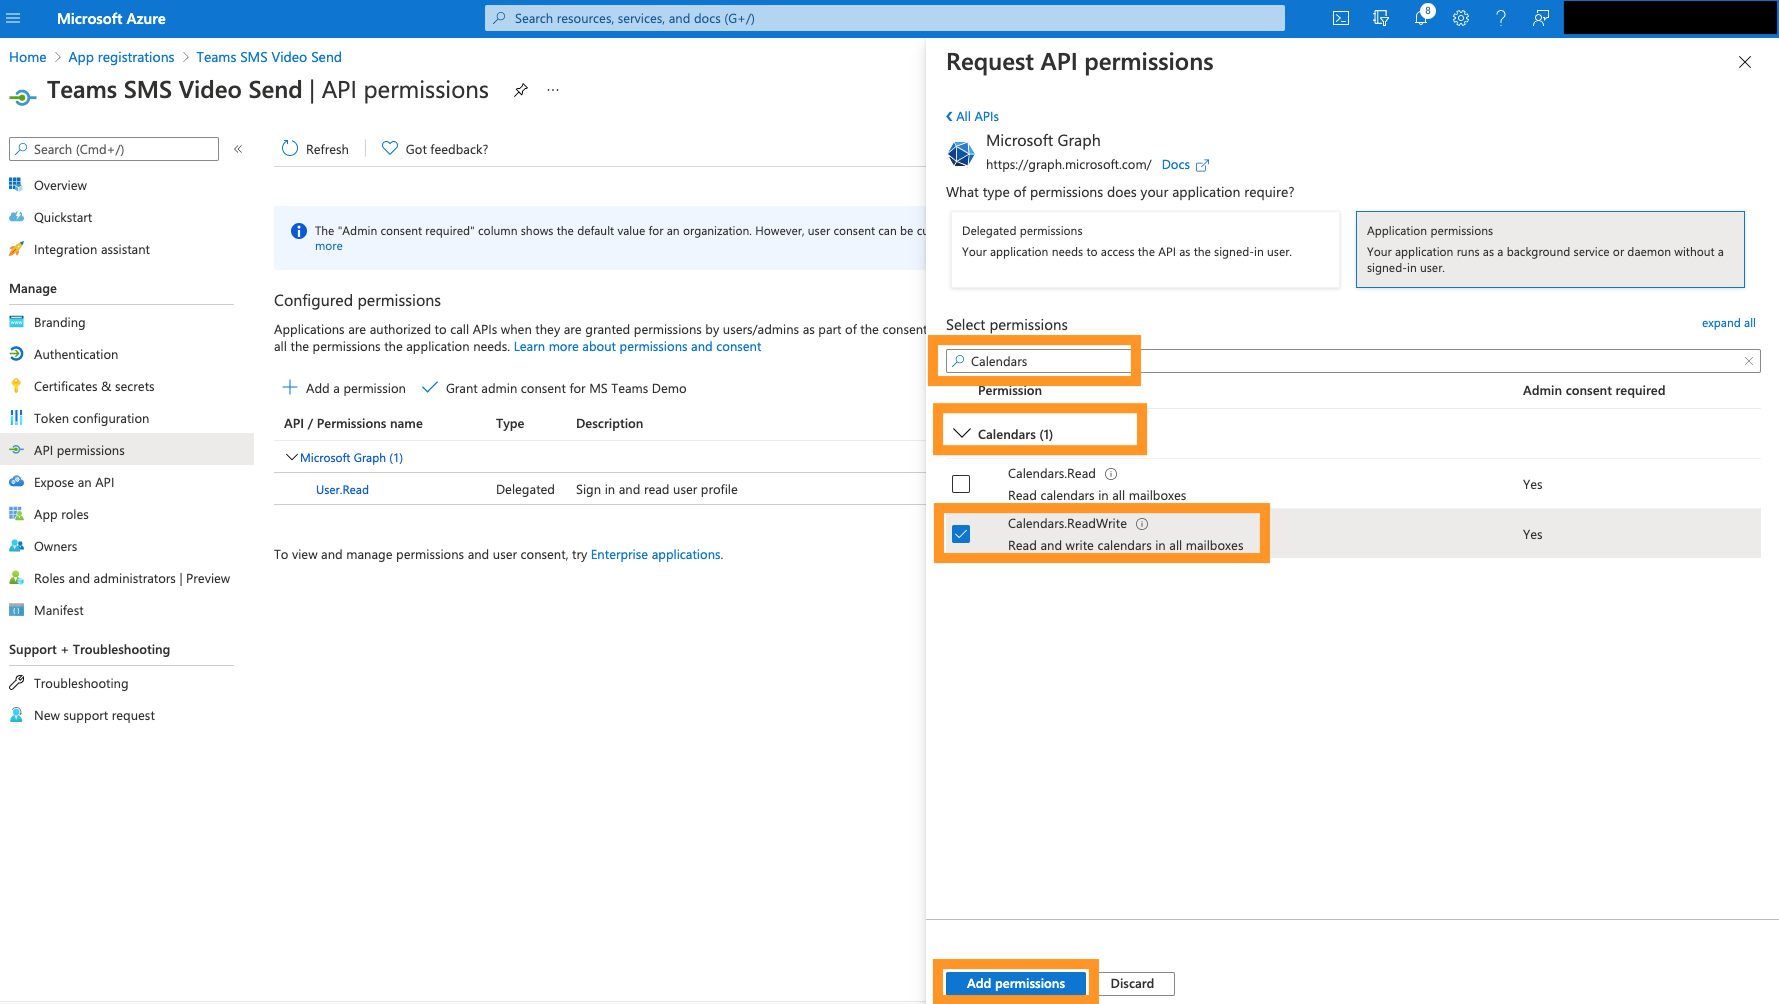 Microsoft Azure
Search resources, services, and docs (G+/)
8
Home > App registrations > Teams SMS Video Send
Teams SMS Video Send | API permissions
...
Search (Cmd+/)
«
Overview
Quickstart
Integration assistant
Manage
Branding
Authentication
Certificates & secrets
Token configuration
API permissions
Expose an API
App roles
Owners
Roles and administrators | Preview
Manifest
Support + Troubleshooting
Troubleshooting
New support request
Refresh
Got feedback?
The "Admin consent required" column shows the default value for an organization. However, user consent can be cu
more
Configured permissions
Applications are authorized to call APIs when they are granted permissions by users/admins as part of the consent
all the permissions the application needs. Learn more about permissions and consent
Add a permission
Grant admin consent for MS Teams Demo
API / Permissions name Type Description
Microsoft Graph (1)
User.Read Delegated Sign in and read user profile
To view and manage permissions and user consent, try Enterprise applications.
Request API permissions
All APIs
Microsoft Graph
https://graph.microsoft.com/ Docs
What type of permissions does your application require?
Delegated permissions
Your application needs to access the API as the signed-in user.
Application permissions
Your application runs as a background service or daemon without a
signed-in user.
Select permissions
expand all
Calendars
Permission Admin consent required
Calendars (1)
Calendars.Read
Read calendars in all mailboxes
Yes
Calendars.ReadWrite
Read and write calendars in all mailboxes
Yes
Add permissions
Discard